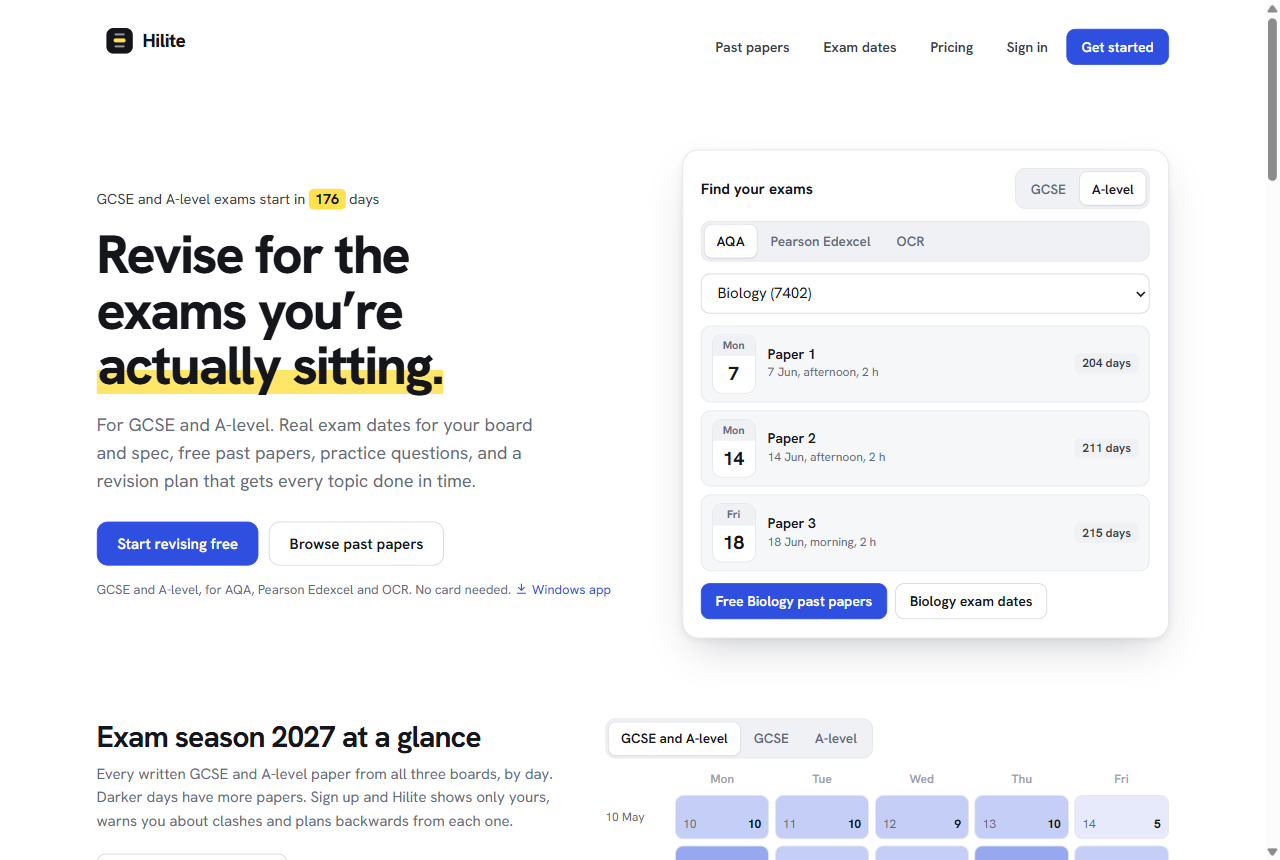 Hilite
Past papers
Exam dates
Pricing
Sign in
Get started
GCSE and A-level exams start in 176 days
Revise for the
exams you’re
actually sitting.
For GCSE and A-level. Real exam dates for your board
and spec, free past papers, practice questions, and a
revision plan that gets every topic done in time.
Start revising free
Browse past papers
GCSE and A-level, for AQA, Pearson Edexcel and OCR. No card needed. Windows app
Find your exams
GCSE
A-level
AQA
Pearson Edexcel
OCR
Biology (7402)
Mon
7
Paper 1
7 Jun, afternoon, 2 h
204 days
Mon
14
Paper 2
14 Jun, afternoon, 2 h
211 days
Fri
18
Paper 3
18 Jun, morning, 2 h
215 days
Free Biology past papers
Biology exam dates
Exam season 2027 at a glance
Every written GCSE and A-level paper from all three boards, by day.
Darker days have more papers. Sign up and Hilite shows only yours,
warns you about clashes and plans backwards from each one.
GCSE and A-level
GCSE
A-level
Mon Tue Wed Thu Fri
10 May
10 10
11 10
12 9
13 10
14 5